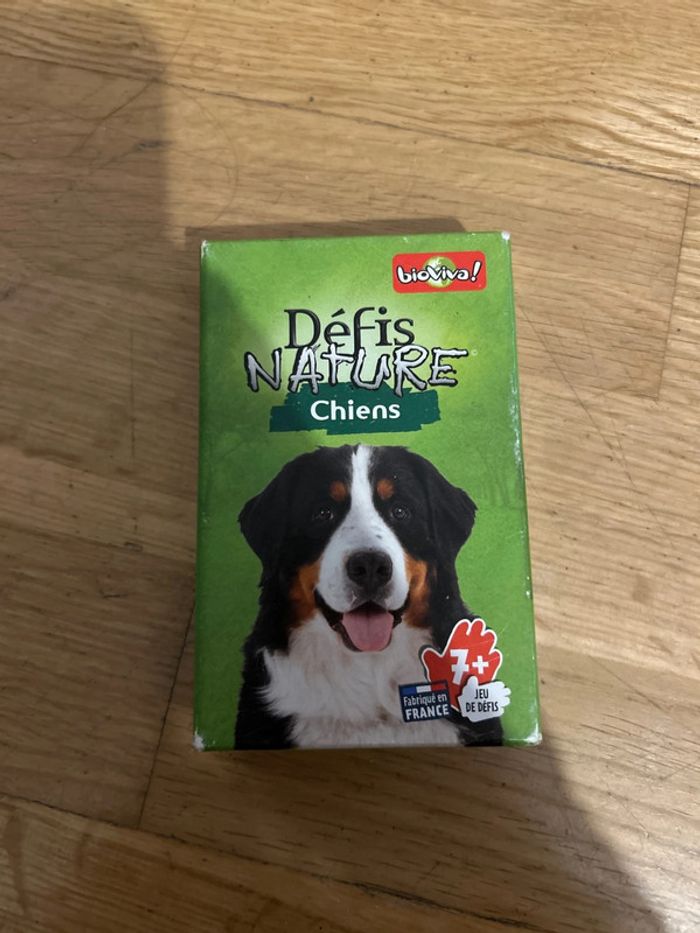 bioviva!
Défis
NATURE©
Chiens
7+
JEU
DE DÉFIS
Fabriqué en
FRANCE